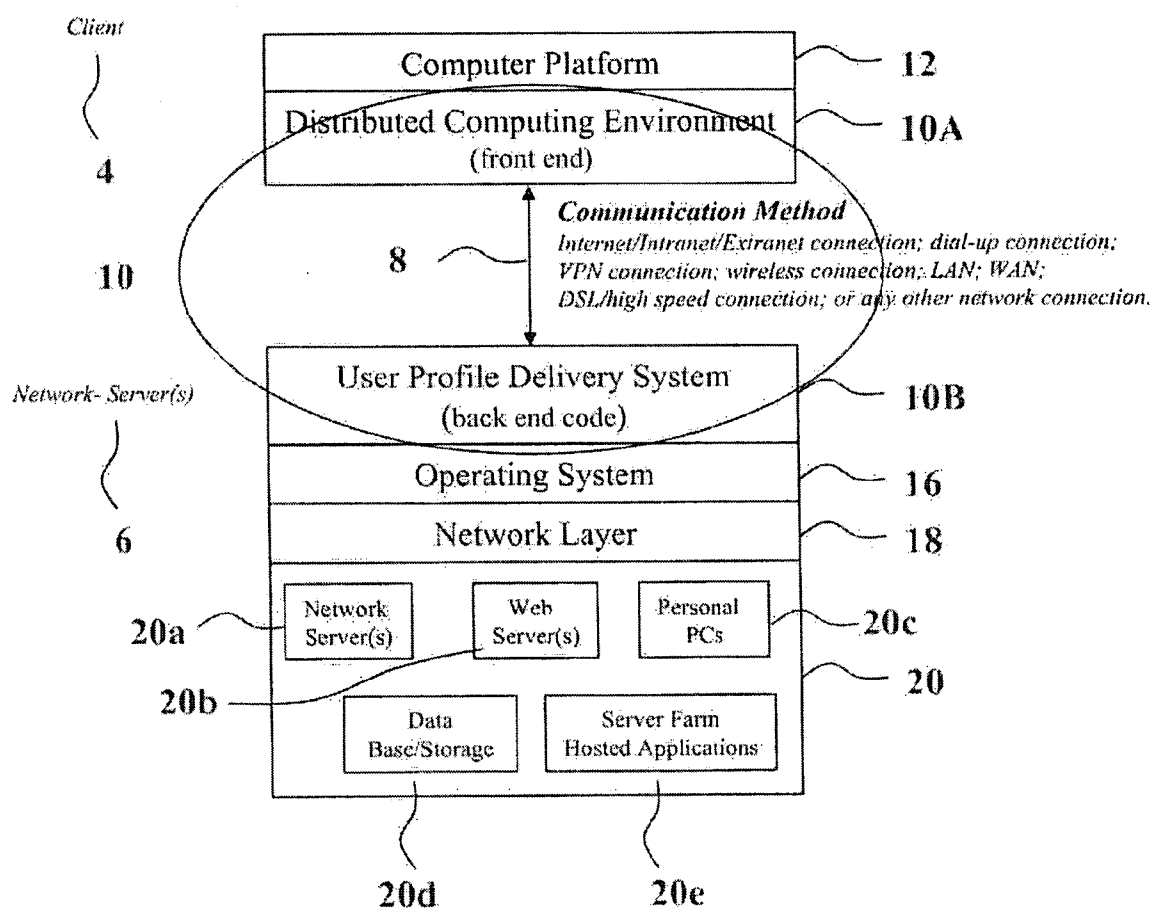 Client
Computer Platform
12
Distributed Computing Environment
(front end)
10A
4
Communication Method
Internet/Intranet/Exiranet connection; dial-up connection;
8
10
VPN connection; wireless connection; LAN; WAN;
DSL/high speed connection; or any other network connection.
User Profile Delivery System
(back end code)
10B
Network- Server(s)
Operating System
16
6
Network Layer
18
Network
Server(s)
Web
Server(s)
Personal
PCs
20a
20c
20b
20
Data
Base/Storage
Server Farm
Hosted Applications
20d
20e